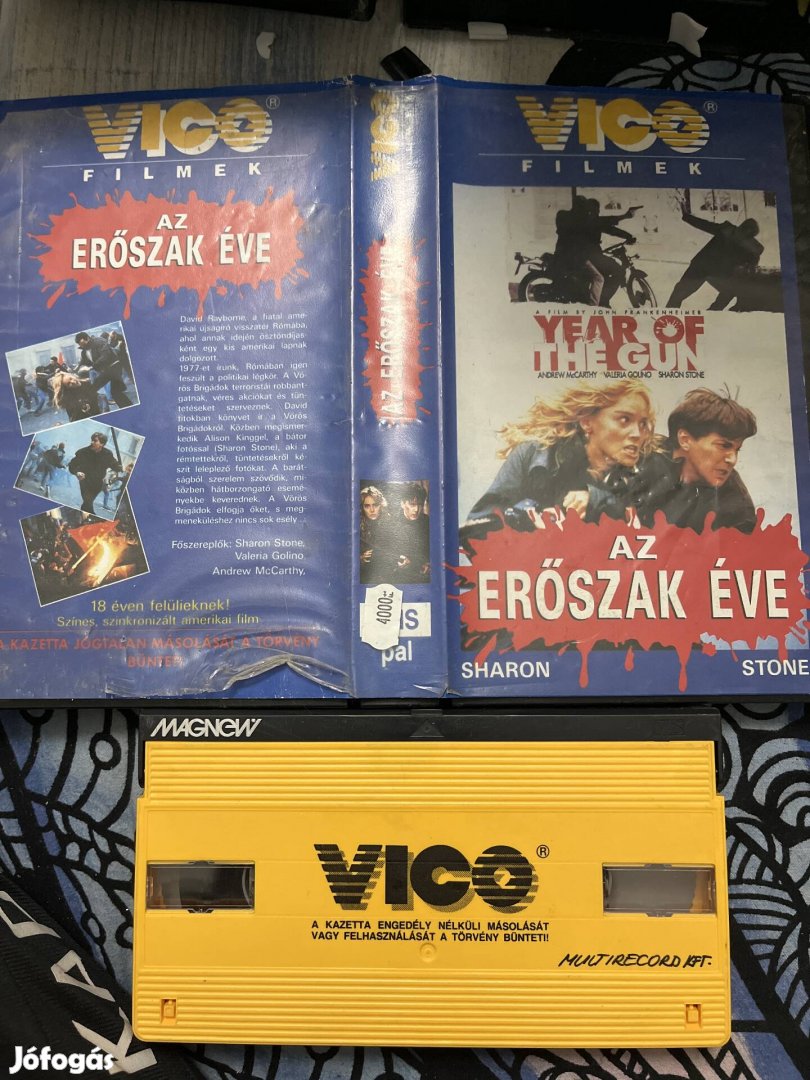 VICO®
FILMEK
AZ
ERŐSZAK ÉVE
David Rayborne, a fiatal ame-
rikai újságíró visszatér Rómába,
ahol annak idején ösztöndíjas-
ként egy kis amerikai lapnak
dolgozott.
1977-et írunk, Rómában igen
feszült a politikai légkör. A Vö-
rös Brigádok terroristái robban-
gatnak, véres akciókat és tün-
tetéseket szerveznek. David
titokban könyvet ír a Vörös
Brigádokról. Közben megismer-
kedik Alison Kinggel, a bátor
fotóssal (Sharon Stone), aki a
rémtettekről, tüntetésekről ké-
szít leleplező fotókat. A barát-
ságból szerelem szövődik, mi-
közben hátborzongató esemé-
nyekbe keverednek. A Vörös
Brigádok elfogja őket, s meg-
meneküléshez nincs sok esély ...
Főszereplők: Sharon Stone,
Valeria Golino,
Andrew McCarthy,
18 éven felülieknek!
Színes, szinkronizált amerikai film
A KAZETTA JOGTALAN MÁSOLÁSÁT A TÖRVÉNY
BÜNTETI
VICO
AZ ERŐSZAK ÉVE
4000
pal
VICO®
FILMEK
A FILM BY JOHN FRANKENHEIMER
YEAR OF
THE GUN
ANDREW McCARTHY VALERIA GOLINO SHARON STONE
AZ
ERŐSZAK ÉVE
SHARON STONE
MAGNEW
VICO®
A KAZETTA ENGEDÉLY NÉLKÜLI MÁSOLÁSÁT
VAGY FELHASZNÁLÁSÁT A TÖRVÉNY BÜNTETI!
MULTIRECORD KFT.
Jófogás